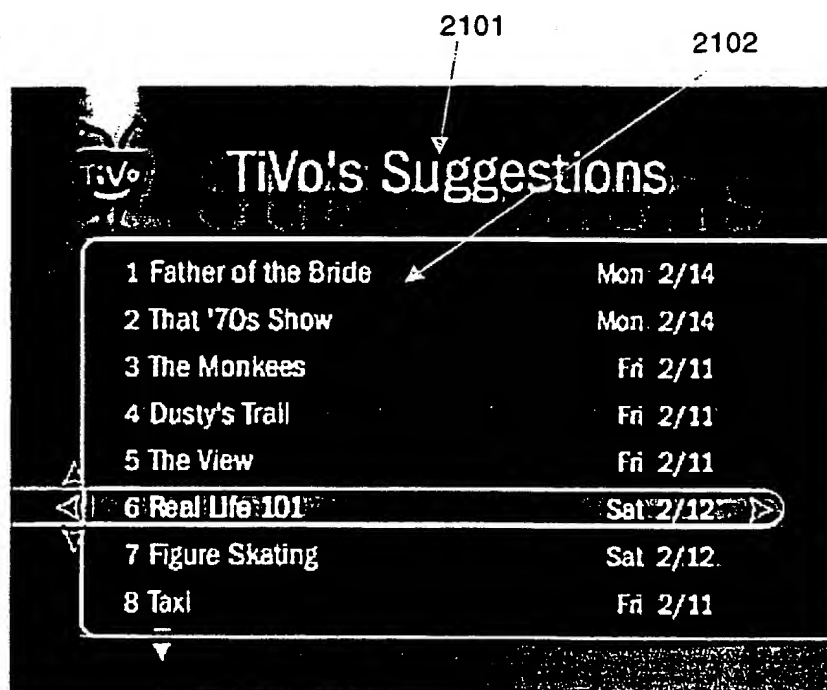 2101
2102
TiVo
TiVo's Suggestions
1 Father of the Bride Mon 2/14
2 That '70s Show Mon 2/14
3 The Monkees Fri 2/11
4 Dusty's Trail Fri 2/11
5 The View Fri 2/11
6 Real Life 101 Sat 2/12
7 Figure Skating Sat 2/12
8 Taxi Fri 2/11